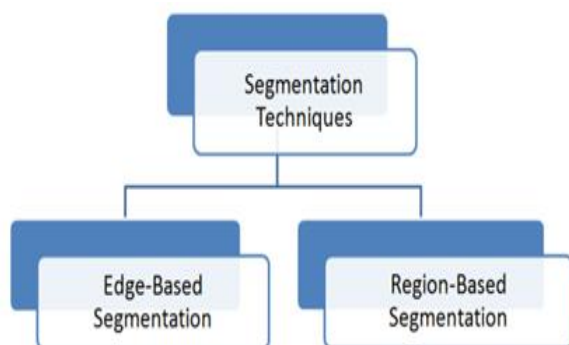 Segmentation
Techniques
Edge-Based
Segmentation
Region-Based
Segmentation